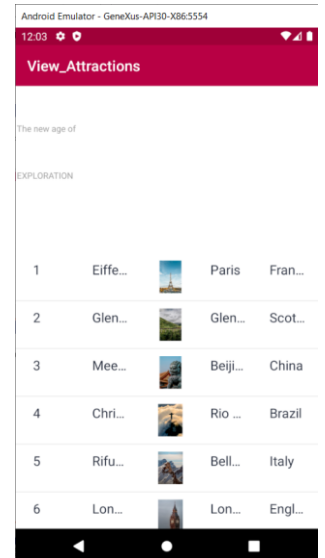 Android Emulator - GeneXus-API30-X86:5554
12:03
View_Attractions
The new age of
EXPLORATION
1 Eiffe... Paris Fran...
2 Glen... Glen... Scot...
3 Mee... Beiji... China
4 Chri... Rio ... Brazil
5 Rifu... Bell... Italy
6 Lon... Lon... Engl...